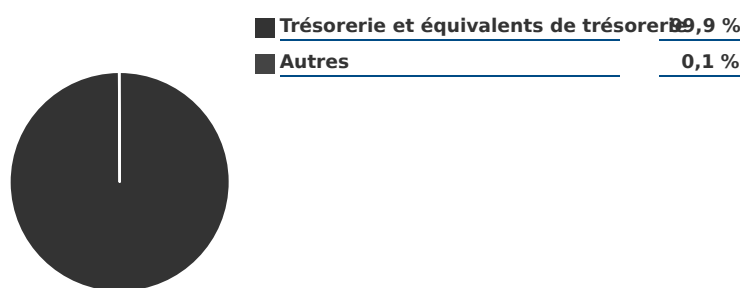 Trésorerie et équivalents de trésorerie 99,9 %
Autres 0,1 %